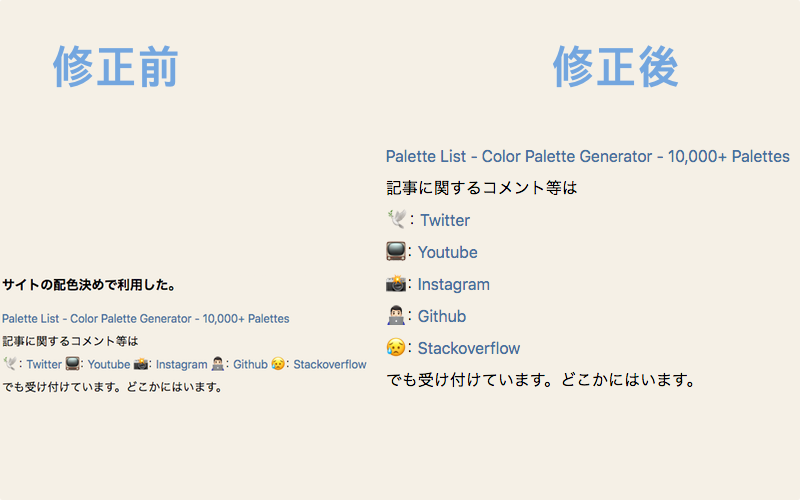 修正前
サイトの配色決めで利用した。
Palette List - Color Palette Generator - 10,000+ Palettes
記事に関するコメント等は
🕊：Twitter 📺：Youtube 📸：Instagram 👨🏻‍💻：Github 😥：Stackoverflow
でも受け付けています。どこかにはいます。
修正後
Palette List - Color Palette Generator - 10,000+ Palettes
記事に関するコメント等は
🕊：Twitter
📺：Youtube
📸：Instagram
👨🏻‍💻：Github
😥：Stackoverflow
でも受け付けています。どこかにはいます。